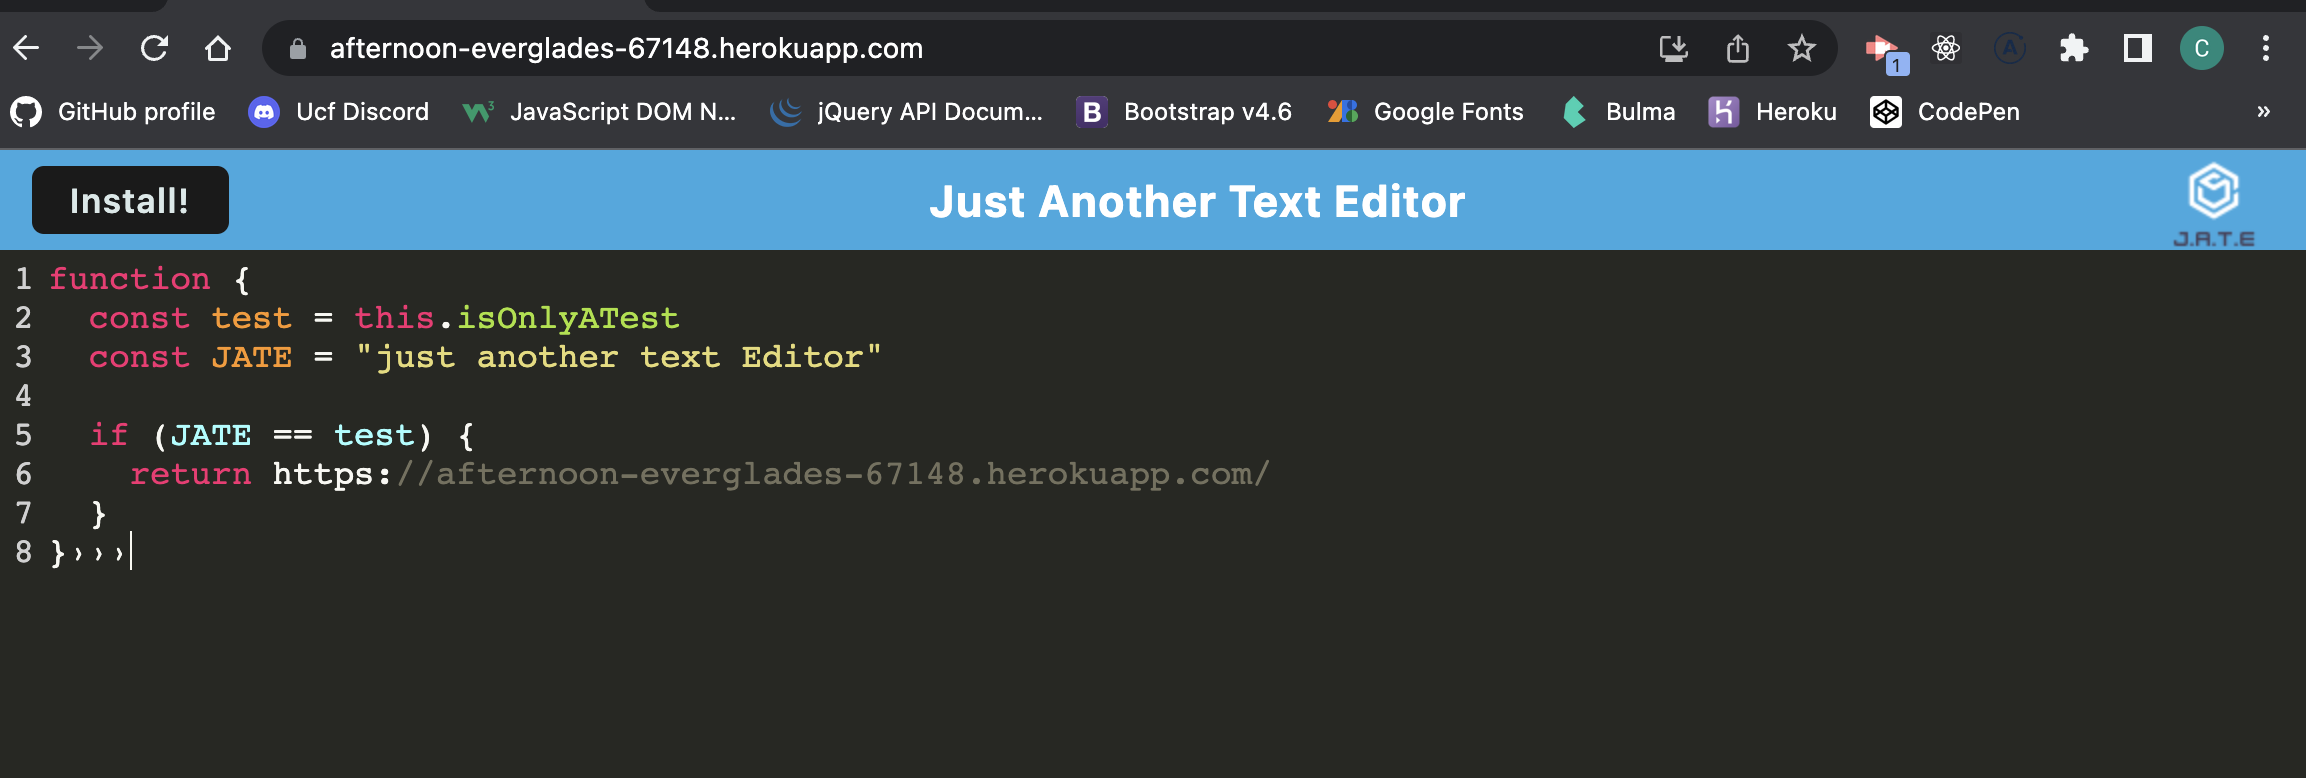 afternoon-everglades-67148.herokuapp.com
1
A
C
GitHub profile
Ucf Discord
JavaScript DOM N...
jQuery API Docum...
B Bootstrap v4.6
Google Fonts
Bulma
Heroku
CodePen
»
Install!
Just Another Text Editor
J.A.T.E
1 function {
2   const test = this.isOnlyATest
3   const JATE = "just another text Editor"
4
5   if (JATE == test) {
6     return https://afternoon-everglades-67148.herokuapp.com/
7   }
8 }›››